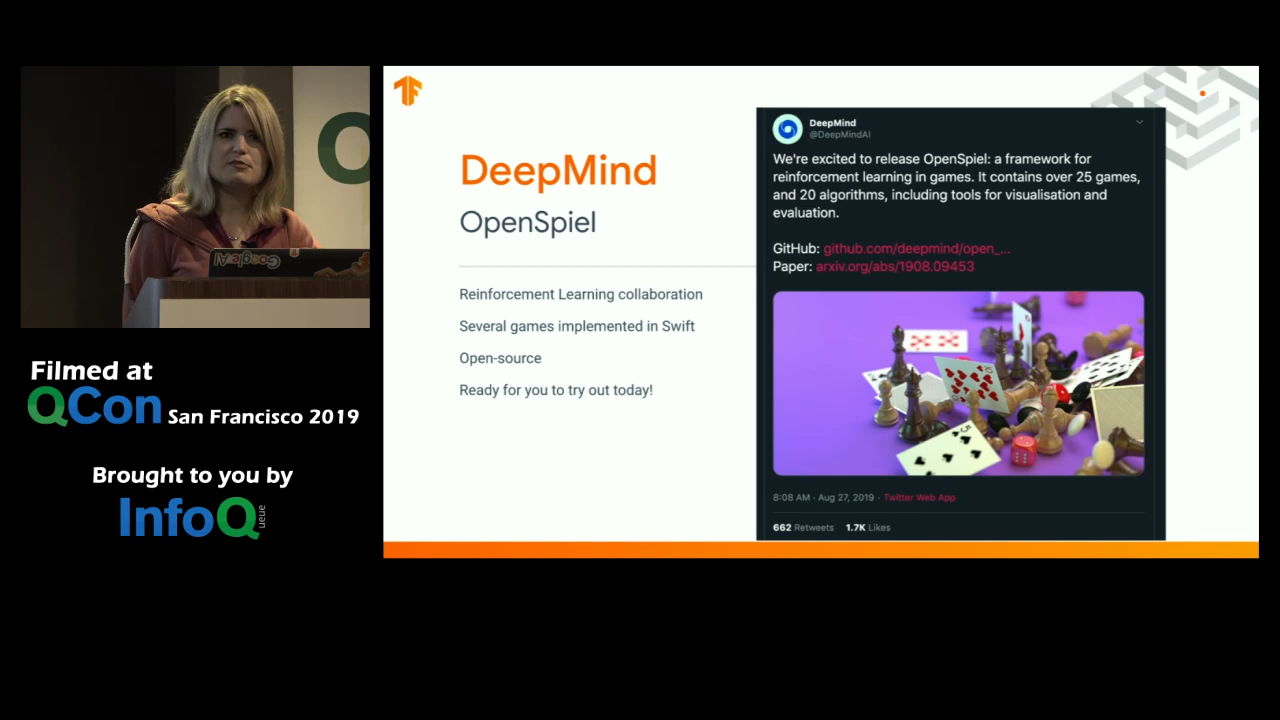 Google AI
Filmed at
QCon San Francisco 2019
Brought to you by
InfoQ
ueue
DeepMind
OpenSpiel
Reinforcement Learning collaboration
Several games implemented in Swift
Open-source
Ready for you to try out today!
DeepMind
@DeepMindAI
We're excited to release OpenSpiel: a framework for
reinforcement learning in games. It contains over 25 games,
and 20 algorithms, including tools for visualisation and
evaluation.
GitHub: github.com/deepmind/open_...
Paper: arxiv.org/abs/1908.09453
8:08 AM · Aug 27, 2019 · Twitter Web App
662 Retweets 1.7K Likes